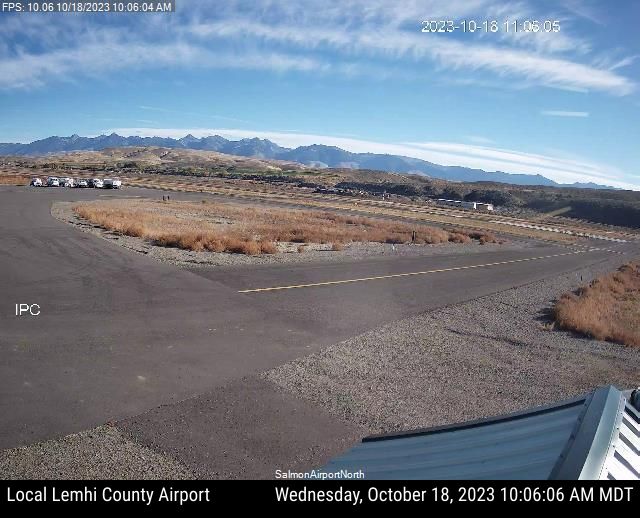 FPS: 10.06 10/18/2023 10:06:04 AM
2023-10-18 11:06:05
IPC
SalmonAirportNorth
Local Lemhi County Airport
Wednesday, October 18, 2023 10:06:06 AM MDT